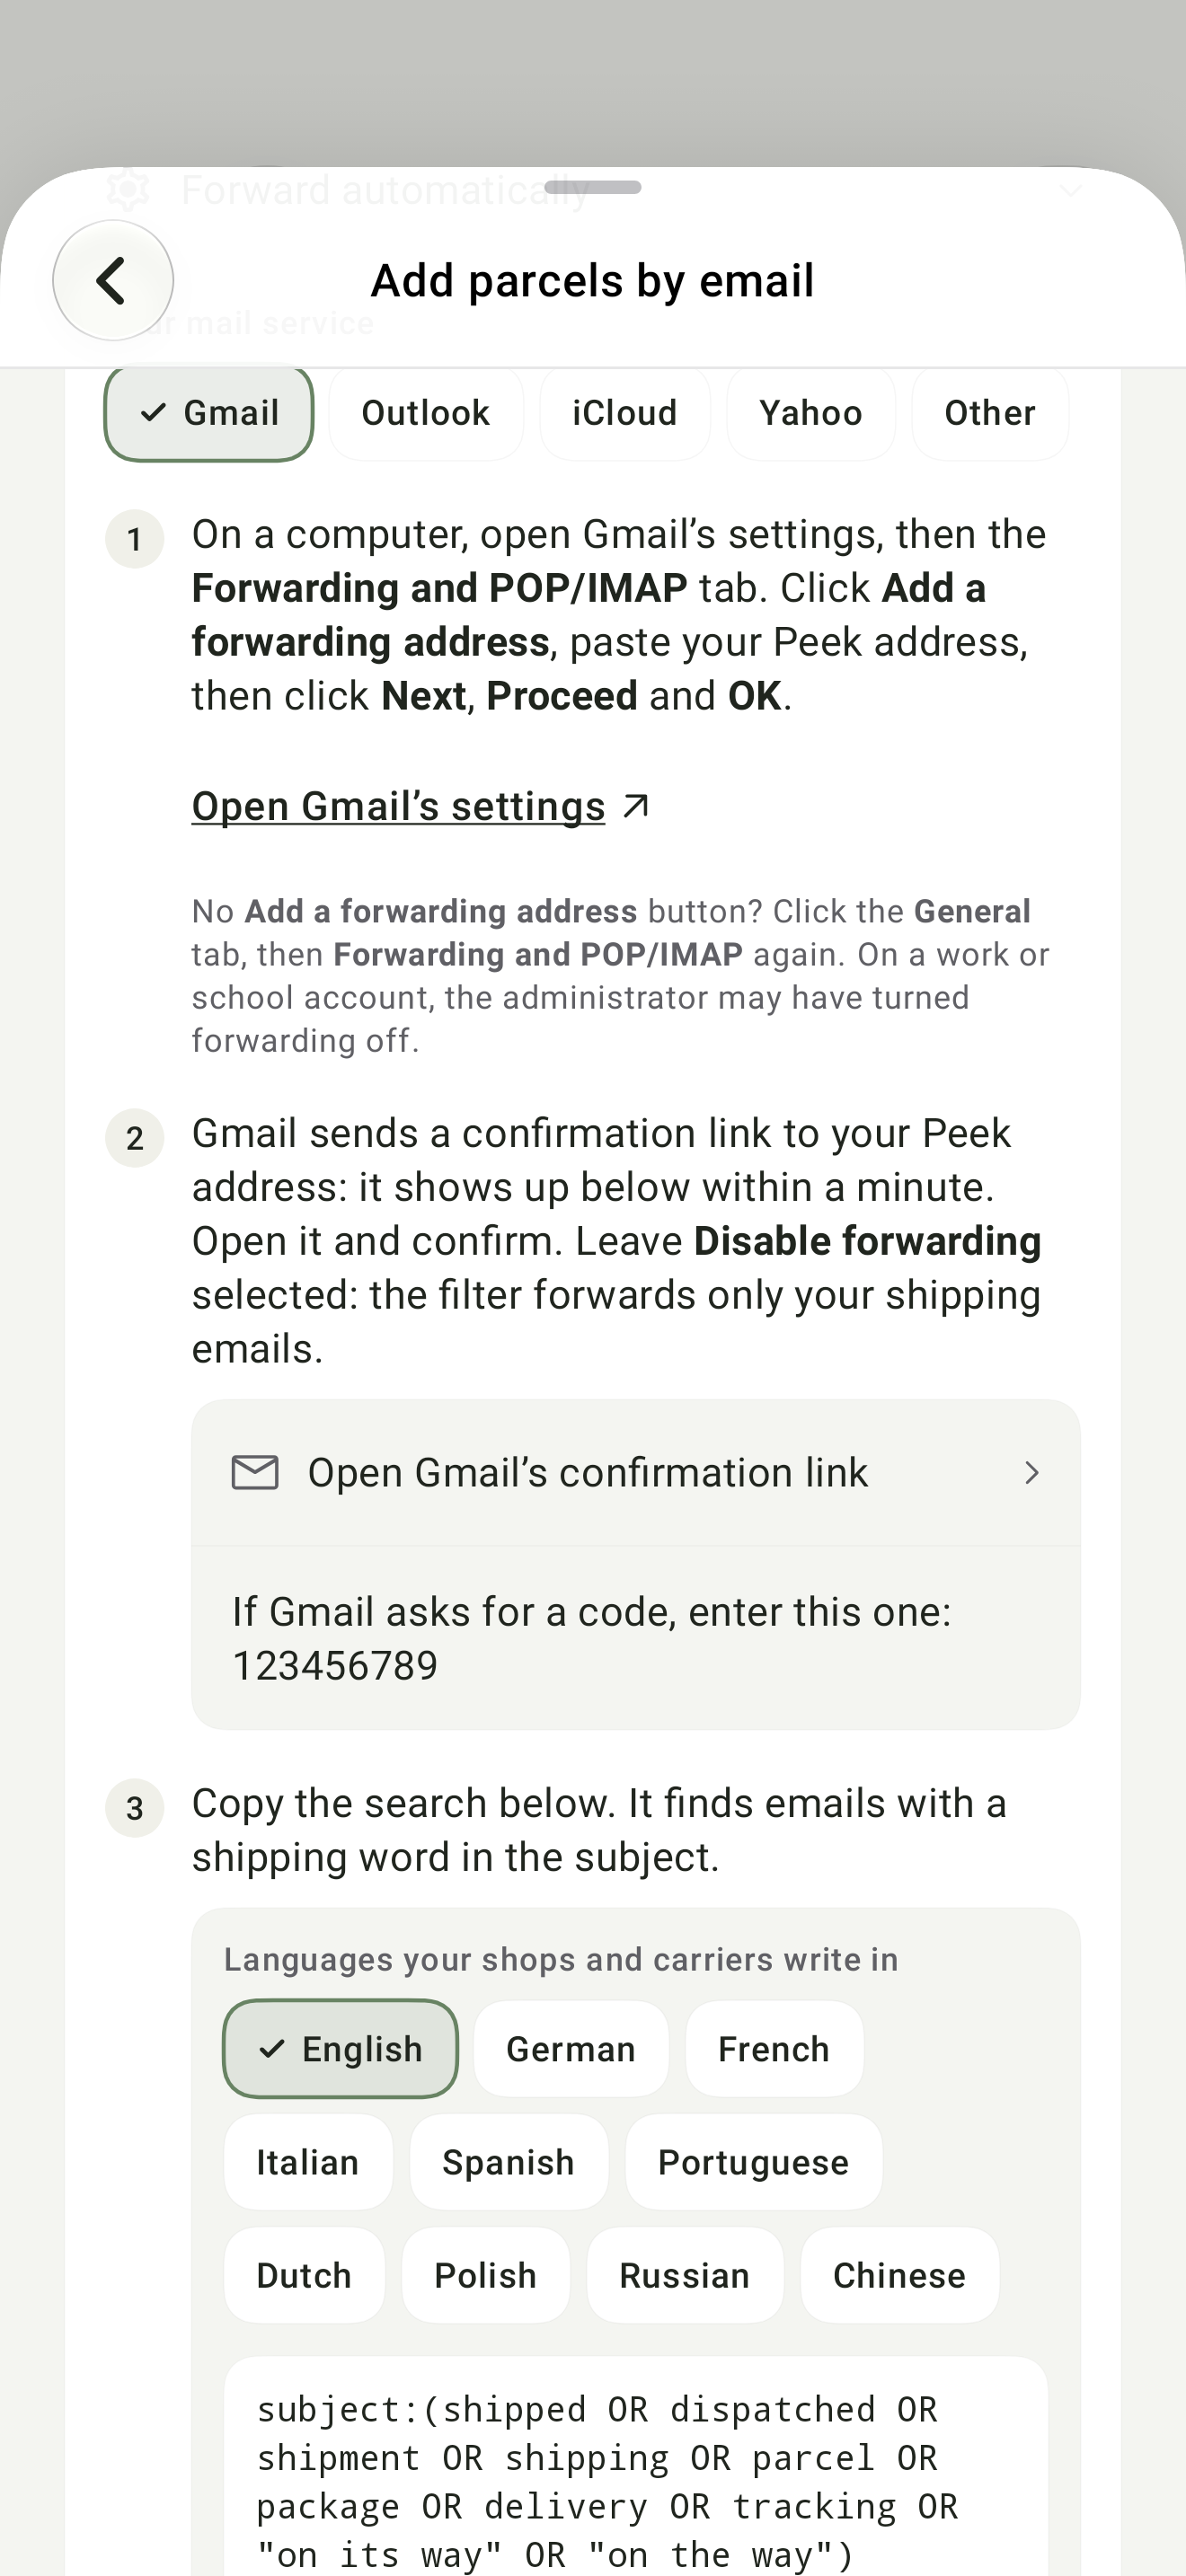 Forward automatically
Add parcels by email
mail service
Gmail
Outlook
iCloud
Yahoo
Other
1
On a computer, open Gmail’s settings, then the
Forwarding and POP/IMAP tab. Click Add a
forwarding address, paste your Peek address,
then click Next, Proceed and OK.
Open Gmail’s settings
No Add a forwarding address button? Click the General
tab, then Forwarding and POP/IMAP again. On a work or
school account, the administrator may have turned
forwarding off.
2
Gmail sends a confirmation link to your Peek
address: it shows up below within a minute.
Open it and confirm. Leave Disable forwarding
selected: the filter forwards only your shipping
emails.
Open Gmail’s confirmation link
If Gmail asks for a code, enter this one:
123456789
3
Copy the search below. It finds emails with a
shipping word in the subject.
Languages your shops and carriers write in
English
German
French
Italian
Spanish
Portuguese
Dutch
Polish
Russian
Chinese
subject:(shipped OR dispatched OR
shipment OR shipping OR parcel OR
package OR delivery OR tracking OR
"on its way" OR "on the way")